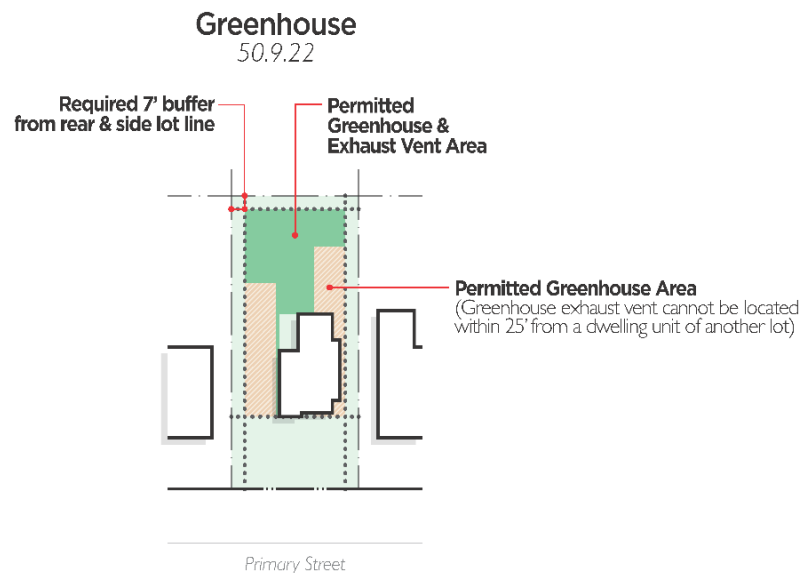 Greenhouse
50.9.22
Required 7' buffer
from rear & side lot line
Permitted
Greenhouse &
Exhaust Vent Area
Permitted Greenhouse Area
(Greenhouse exhaust vent cannot be located
within 25' from a dwelling unit of another lot)
Primary Street